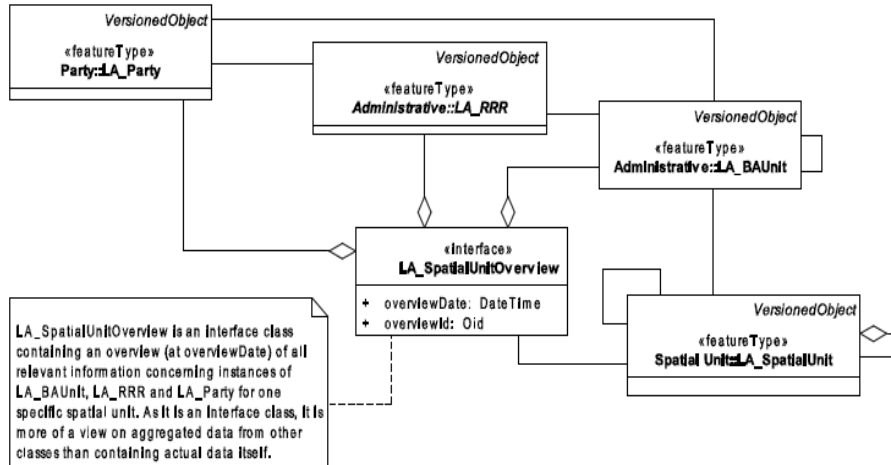 VersionedObject
«featureType»
Party::LA_Party
VersionedObject
«featureType»
Administrative::LA_RRR
VersionedObject
«featureType»
Administrative::LA_BAUnit
«interface»
LA_SpatialUnitOverview
+ overviewDate: DateTime
+ overviewId: Oid
VersionedObject
«featureType»
Spatial Unit::LA_SpatialUnit
LA_SpatialUnitOverview is an interface class
containing an overview (at overviewDate) of all
relevant information concerning instances of
LA_BAUnit, LA_RRR and LA_Party for one
specific spatial unit. As it is an interface class, it is
more of a view on aggregated data from other
classes than containing actual data itself.